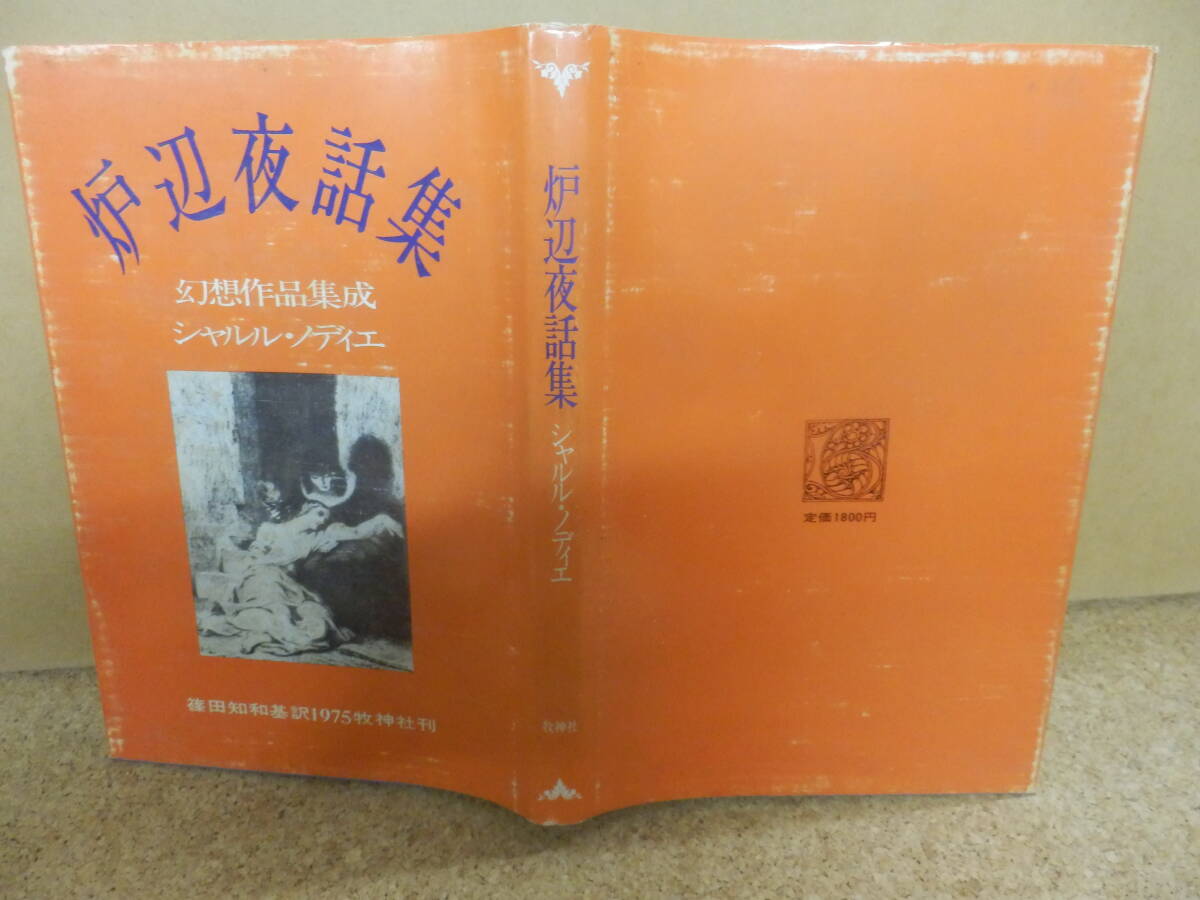 炉辺夜話集
幻想作品集成
シャルル・ノディエ
篠田知和基訳1975牧神社刊
炉辺夜話集
シャルル・ノディエ
牧神社
定価1800円